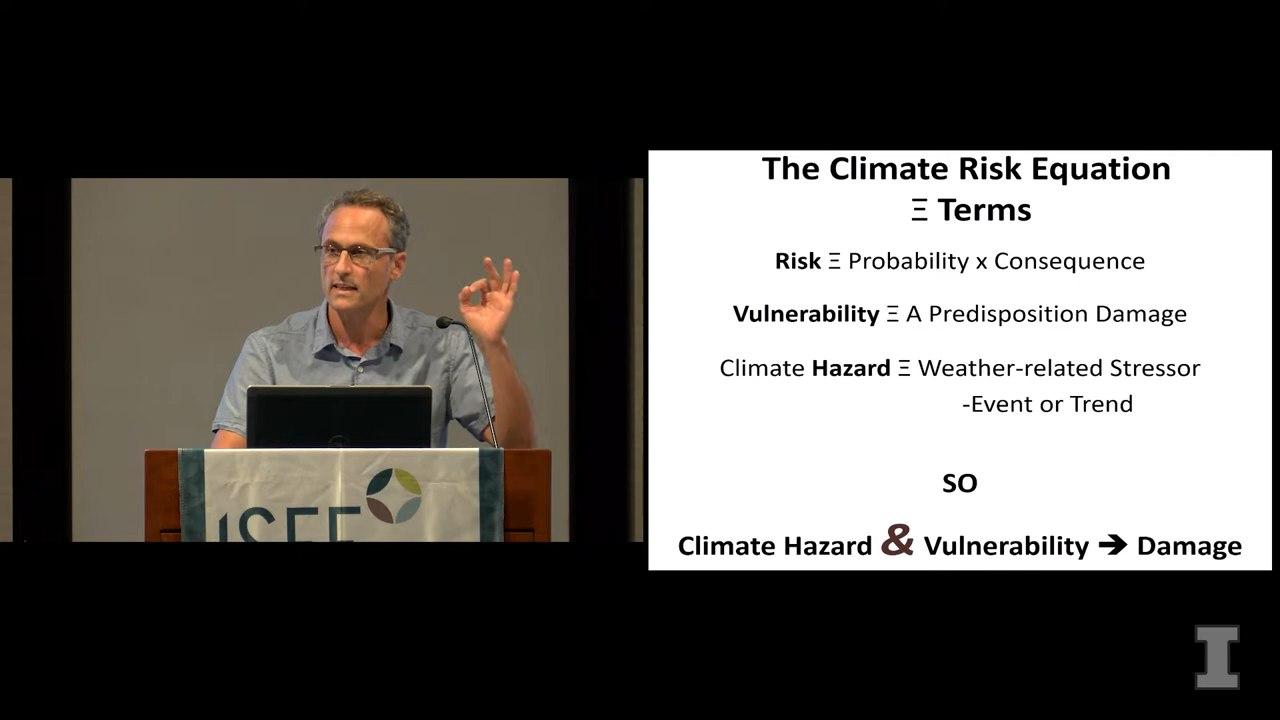 The Climate Risk Equation
Ξ Terms
Risk Ξ Probability x Consequence
Vulnerability Ξ A Predisposition Damage
Climate Hazard Ξ Weather-related Stressor
-Event or Trend
SO
Climate Hazard & Vulnerability ➔ Damage
iSEE
I